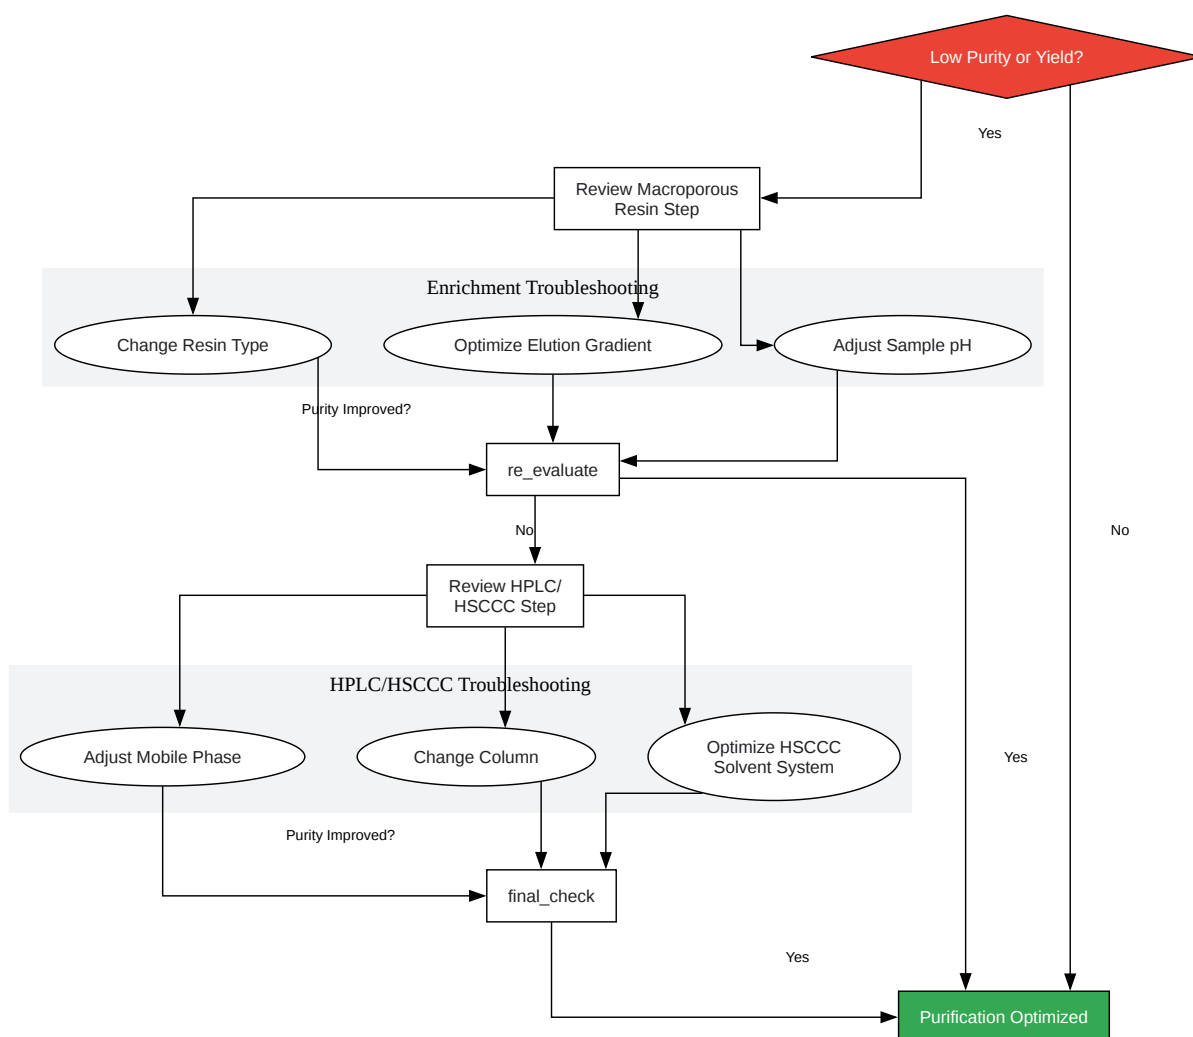 Low Purity or Yield?
Yes
Review Macroporous
Resin Step
Enrichment Troubleshooting
Change Resin Type
Optimize Elution Gradient
Adjust Sample pH
Purity Improved?
re_evaluate
No
No
Review HPLC/
HSCCC Step
HPLC/HSCCC Troubleshooting
Adjust Mobile Phase
Change Column
Optimize HSCCC
Solvent System
Yes
Purity Improved?
final_check
Yes
Purification Optimized